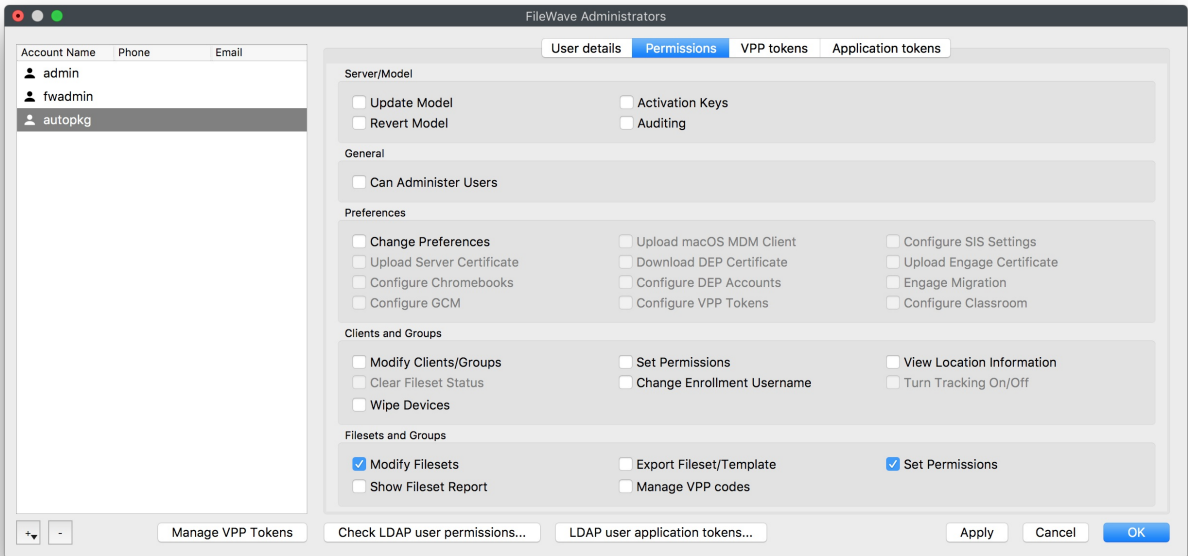 FileWave Administrators
Account Name Phone Email
admin
fwadmin
autopkg
User details Permissions VPP tokens Application tokens
Server/Model
Update Model Activation Keys
Revert Model Auditing
General
Can Administer Users
Preferences
Change Preferences Upload macOS MDM Client Configure SIS Settings
Upload Server Certificate Download DEP Certificate Upload Engage Certificate
Configure Chromebooks Configure DEP Accounts Engage Migration
Configure GCM Configure VPP Tokens Configure Classroom
Clients and Groups
Modify Clients/Groups Set Permissions View Location Information
Clear Fileset Status Change Enrollment Username Turn Tracking On/Off
Wipe Devices
Filesets and Groups
Modify Filesets Export Fileset/Template Set Permissions
Show Fileset Report Manage VPP codes
+ - Manage VPP Tokens Check LDAP user permissions... LDAP user application tokens... Apply Cancel OK